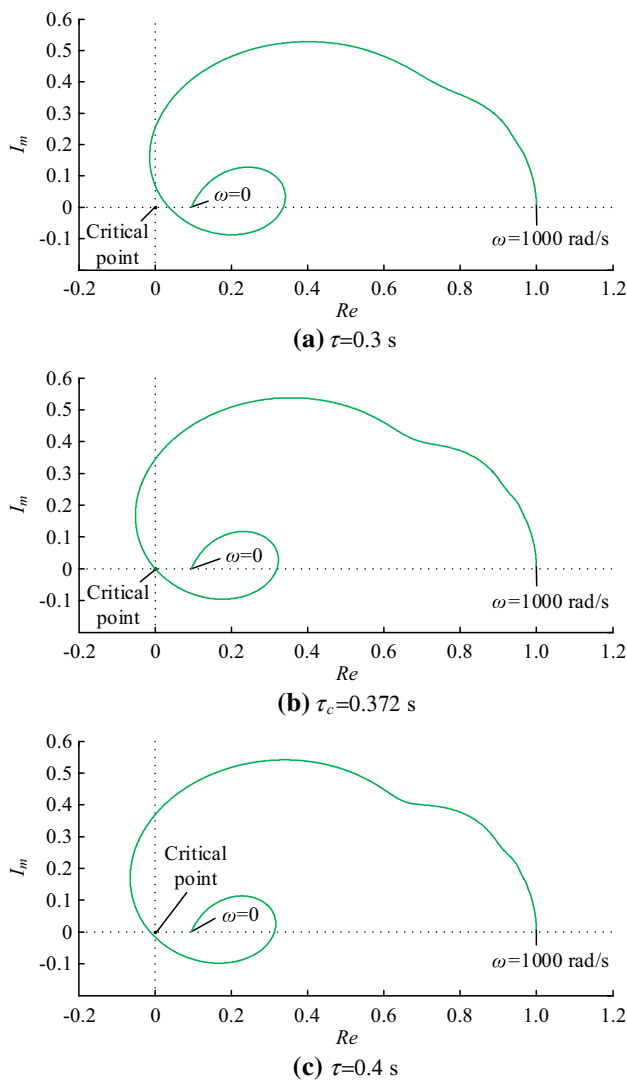 0.6
0.5
0.4
0.3
0.2
0.1
0
-0.1
I_m
ω=0
Critical
point
ω=1000 rad/s
-0.2 0 0.2 0.4 0.6 0.8 1.0 1.2
Re
(a) τ=0.3 s
0.6
0.5
0.4
0.3
0.2
0.1
0
-0.1
I_m
ω=0
Critical
point
ω=1000 rad/s
-0.2 0 0.2 0.4 0.6 0.8 1.0 1.2
Re
(b) τ_c=0.372 s
0.6
0.5
0.4
0.3
0.2
0.1
0
-0.1
I_m
Critical
point
ω=0
ω=1000 rad/s
-0.2 0 0.2 0.4 0.6 0.8 1.0 1.2
Re
(c) τ=0.4 s